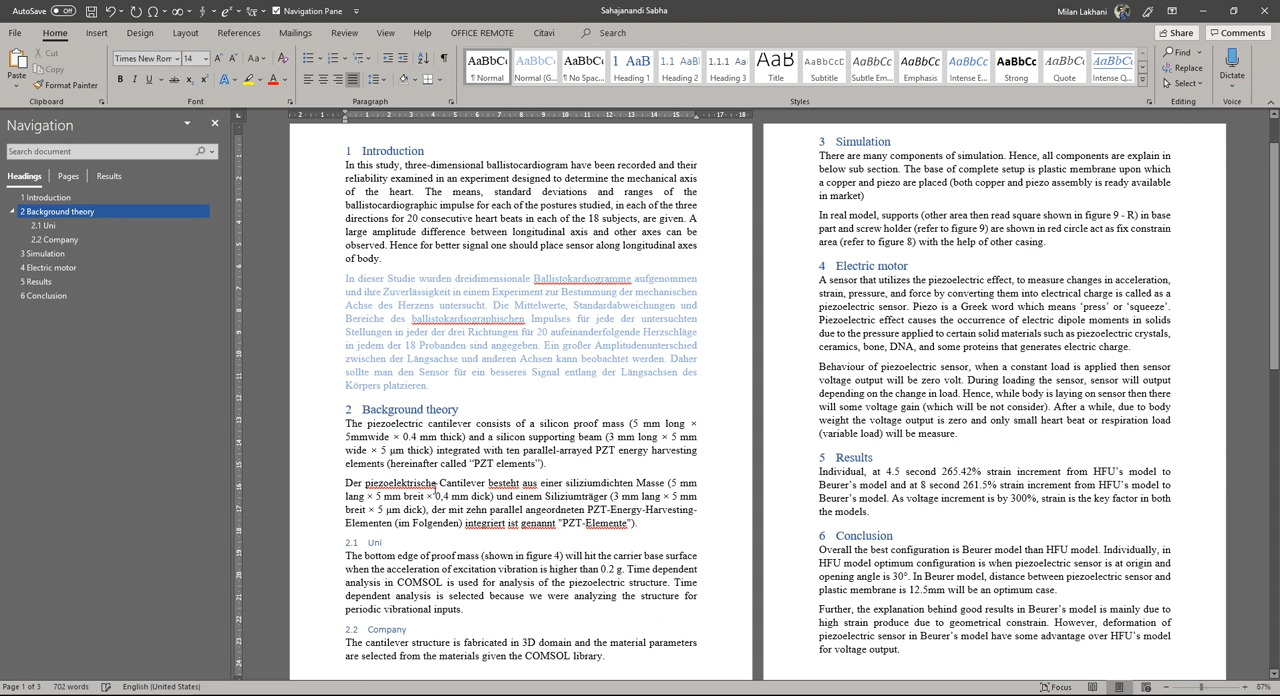 AutoSave Off
Navigation Pane
Sahajanandi Sabha
Milan Lakhani
File Home Insert Design Layout References Mailings Review View Help OFFICE REMOTE Citavi Search
Share Comments
Paste
Cut
Copy
Format Painter
Clipboard
Times New Rom 14
Font
Paragraph
AaBbC ¶ Normal
AaBbCc ¶ Normal (G...
AaBbCc ¶ No Spac...
1 AaB Heading 1
1.1 AaB Heading 2
1.1.1 AaB Heading 3
AaB Title
AaBbCcD Subtitle
AaBbCc Subtle Em...
AaBbCc Emphasis
AaBbCc Intense E...
AaBbCc Strong
AaBbCc Quote
AaBbCc Intense Q...
Styles
Find
Replace
Select
Editing
Dictate
Voice
Navigation
Search document
Headings Pages Results
1 Introduction
2 Background theory
2.1 Uni
2.2 Company
3 Simulation
4 Electric motor
5 Results
6 Conclusion
1 Introduction
In this study, three-dimensional ballistocardiogram have been recorded and their
reliability examined in an experiment designed to determine the mechanical axis
of the heart. The means, standard deviations and ranges of the
ballistocardiographic impulse for each of the postures studied, in each of the three
directions for 20 consecutive heart beats in each of the 18 subjects, are given. A
large amplitude difference between longitudinal axis and other axes can be
observed. Hence for better signal one should place sensor along longitudinal axes
of body.
In dieser Studie wurden dreidimensionale Ballistokardiogramme aufgenommen
und ihre Zuverlässigkeit in einem Experiment zur Bestimmung der mechanischen
Achse des Herzens untersucht. Die Mittelwerte, Standardabweichungen und
Bereiche des ballistokardiographischen Impulses für jede der untersuchten
Stellungen in jeder der drei Richtungen für 20 aufeinanderfolgende Herzschläge
in jedem der 18 Probanden sind angegeben. Ein großer Amplitudenunterschied
zwischen der Längsachse und anderen Achsen kann beobachtet werden. Daher
sollte man den Sensor für ein besseres Signal entlang der Längsachsen des
Körpers platzieren.
2 Background theory
The piezoelectric cantilever consists of a silicon proof mass (5 mm long ×
5mmwide × 0.4 mm thick) and a silicon supporting beam (3 mm long × 5 mm
wide × 5 µm thick) integrated with ten parallel-arrayed PZT energy harvesting
elements (hereinafter called “PZT elements”).
Der piezoelektrische Cantilever besteht aus einer siliziumdichten Masse (5 mm
lang × 5 mm breit × 0,4 mm dick) und einem Siliziumträger (3 mm lang × 5 mm
breit × 5 µm dick), der mit zehn parallel angeordneten PZT-Energy-Harvesting-
Elementen (im Folgenden) integriert ist genannt "PZT-Elemente").
2.1 Uni
The bottom edge of proof mass (shown in figure 4) will hit the carrier base surface
when the acceleration of excitation vibration is higher than 0.2 g. Time dependent
analysis in COMSOL is used for analysis of the piezoelectric structure. Time
dependent analysis is selected because we were analyzing the structure for
periodic vibrational inputs.
2.2 Company
The cantilever structure is fabricated in 3D domain and the material parameters
are selected from the materials given the COMSOL library.
3 Simulation
There are many components of simulation. Hence, all components are explain in
below sub section. The base of complete setup is plastic membrane upon which
a copper and piezo are placed (both copper and piezo assembly is ready available
in market)
In real model, supports (other area then read square shown in figure 9 - R) in base
part and screw holder (refer to figure 9) are shown in red circle act as fix constrain
area (refer to figure 8) with the help of other casing.
4 Electric motor
A sensor that utilizes the piezoelectric effect, to measure changes in acceleration,
strain, pressure, and force by converting them into electrical charge is called as a
piezoelectric sensor. Piezo is a Greek word which means ‘press’ or ‘squeeze’.
Piezoelectric effect causes the occurrence of electric dipole moments in solids
due to the pressure applied to certain solid materials such as piezoelectric crystals,
ceramics, bone, DNA, and some proteins that generates electric charge.
Behaviour of piezoelectric sensor, when a constant load is applied then sensor
voltage output will be zero volt. During loading the sensor, sensor will output
depending on the change in load. Hence, while body is laying on sensor then there
will some voltage gain (which will be not consider). After a while, due to body
weight the voltage output is zero and only small heart beat or respiration load
(variable load) will be measure.
5 Results
Individual, at 4.5 second 265.42% strain increment from HFU’s model to
Beurer’s model and at 8 second 261.5% strain increment from HFU’s model to
Beurer’s model. As voltage increment is by 300%, strain is the key factor in both
the models.
6 Conclusion
Overall the best configuration is Beurer model than HFU model. Individually, in
HFU model optimum configuration is when piezoelectric sensor is at origin and
opening angle is 30°. In Beurer model, distance between piezoelectric sensor and
plastic membrane is 12.5mm will be an optimum case.
Further, the explanation behind good results in Beurer’s model is mainly due to
high strain produce due to geometrical constrain. However, deformation of
piezoelectric sensor in Beurer’s model have some advantage over HFU’s model
for voltage output.
Page 1 of 3 702 words English (United States)
Focus 87%